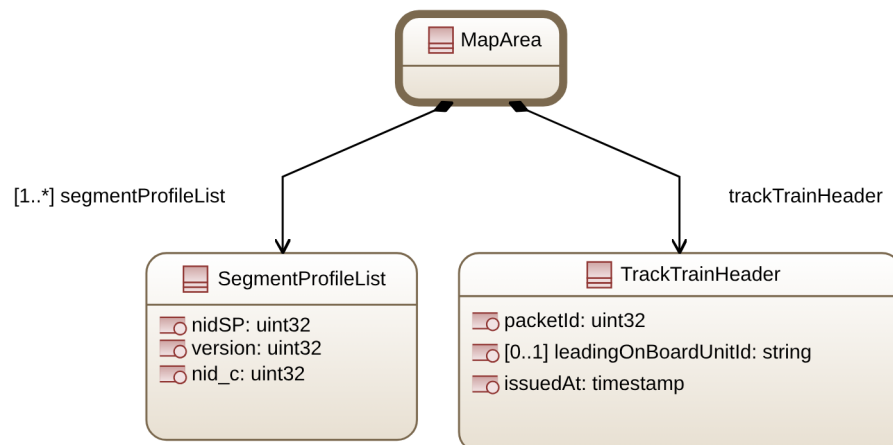 MapArea
[1..*] segmentProfileList
trackTrainHeader
SegmentProfileList
nidSP: uint32
version: uint32
nid_c: uint32
TrackTrainHeader
packetId: uint32
[0..1] leadingOnBoardUnitId: string
issuedAt: timestamp